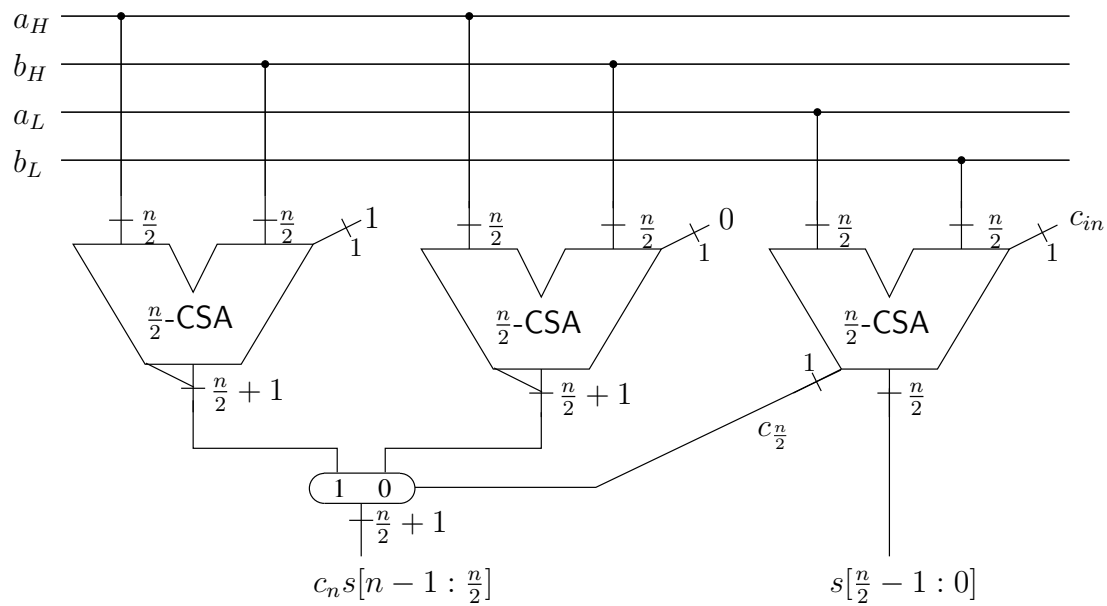 a_H
b_H
a_L
b_L
n/2 n/2 1 1
n/2 n/2 0 1
n/2 n/2 c_{in} 1
n/2-CSA n/2-CSA n/2-CSA
n/2 + 1 n/2 + 1 1 n/2
c_{n/2}
1 0
n/2 + 1
c_n s[n − 1 : n/2] s[n/2 − 1 : 0]